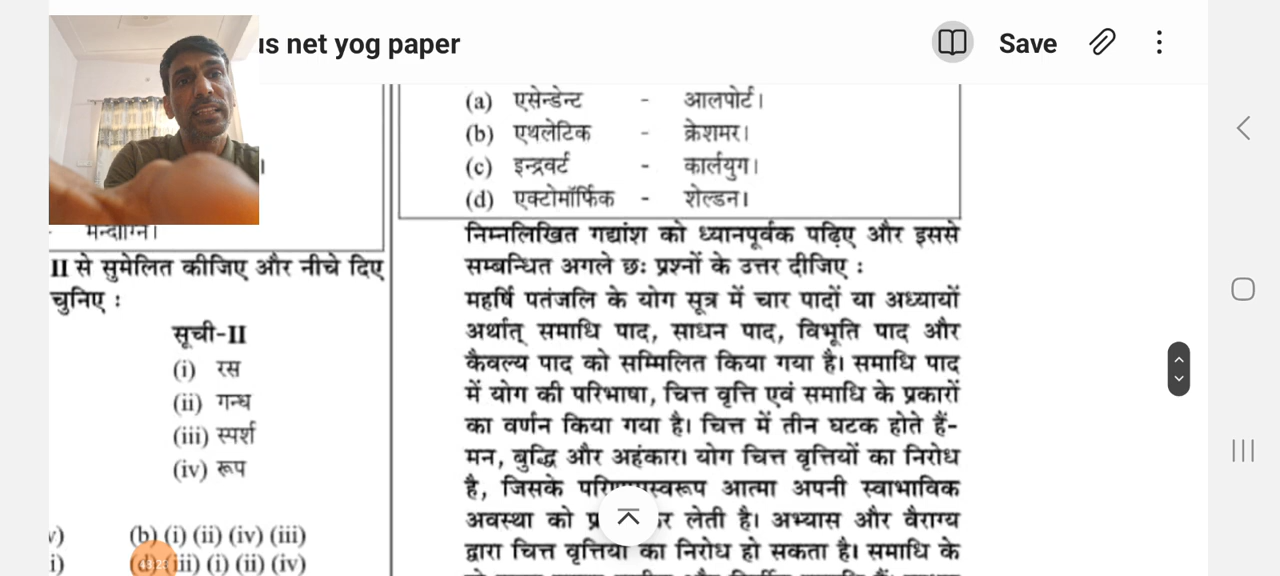 us net yog paper
Save
मन्दाग्नि।
II से सुमेलित कीजिए और नीचे दिए
चुनिए :
सूची-II
(i) रस
(ii) गन्ध
(iii) स्पर्श
(iv) रूप
(b) (i) (ii) (iv) (iii)
(d) (iii) (i) (ii) (iv)
(a) एसेन्डेन्ट - आलपोर्ट।
(b) एथलेटिक - क्रेशमर।
(c) इन्द्रवर्ट - कार्लयुग।
(d) एक्टोमॉर्फिक - शेल्डन।
निम्नलिखित गद्यांश को ध्यानपूर्वक पढ़िए और इससे
सम्बन्धित अगले छः प्रश्नों के उत्तर दीजिए :
महर्षि पतंजलि के योग सूत्र में चार पादों या अध्यायों
अर्थात् समाधि पाद, साधन पाद, विभूति पाद और
कैवल्य पाद को सम्मिलित किया गया है। समाधि पाद
में योग की परिभाषा, चित्त वृत्ति एवं समाधि के प्रकारों
का वर्णन किया गया है। चित्त में तीन घटक होते हैं-
मन, बुद्धि और अहंकार। योग चित्त वृत्तियों का निरोध
है, जिसके आत्मा अपनी स्वाभाविक
अवस्था को लेती है। अभ्यास और वैराग्य
द्वारा चित्त वृत्तियों का निरोध हो सकता है। समाधि के